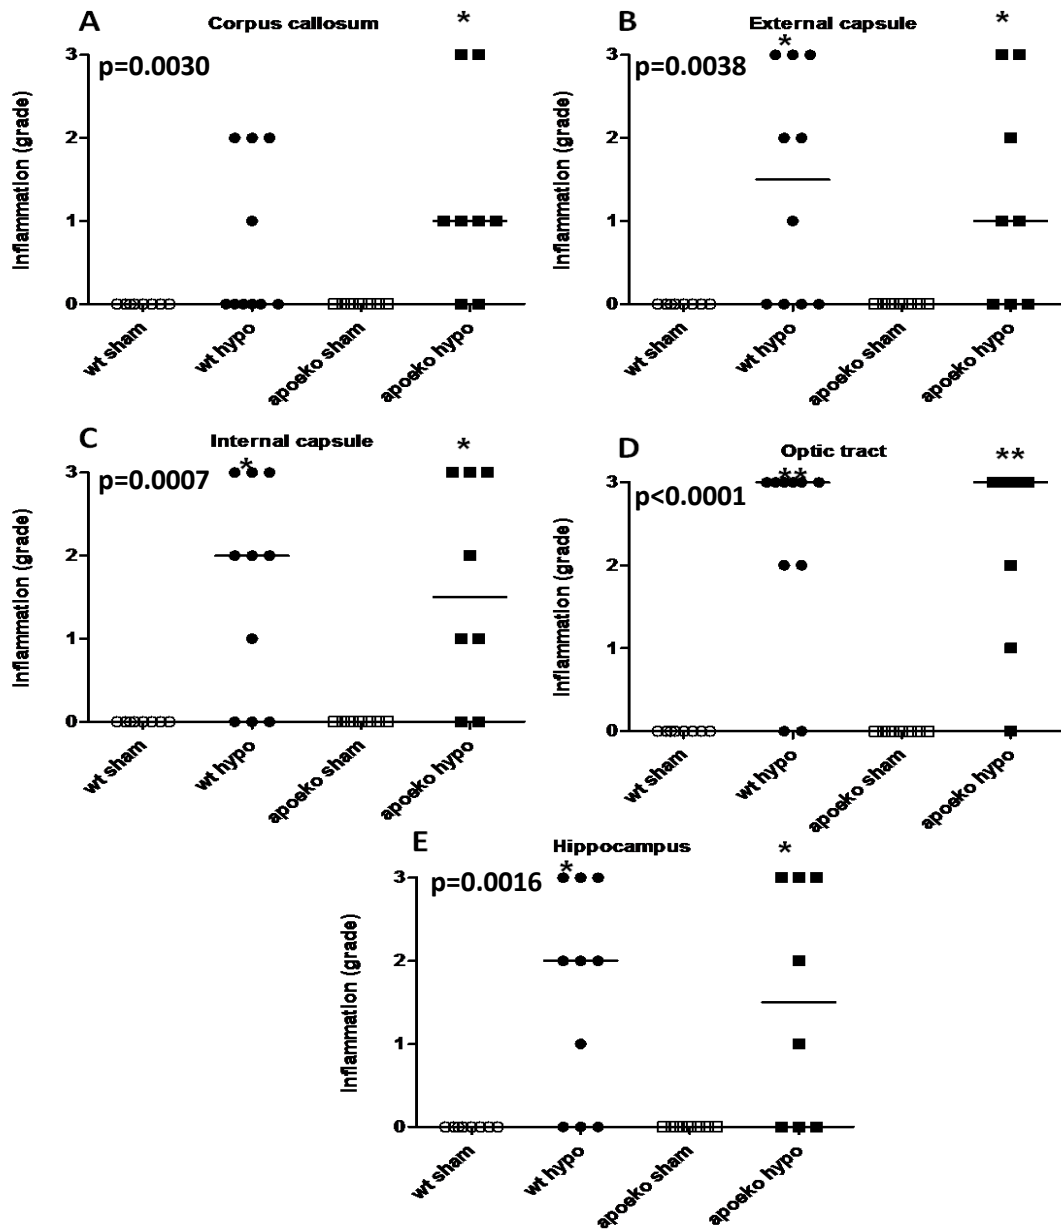 A
Corpus callosum
*
p=0.0030
Inflammation (grade)
3
2
1
0
wt sham
wt hypo
apoeko sham
apoeko hypo
B
External capsule
*
*
p=0.0038
Inflammation (grade)
3
2
1
0
wt sham
wt hypo
apoeko sham
apoeko hypo
C
Internal capsule
*
*
p=0.0007
Inflammation (grade)
3
2
1
0
wt sham
wt hypo
apoeko sham
apoeko hypo
D
Optic tract
**
**
p<0.0001
Inflammation (grade)
3
2
1
0
wt sham
wt hypo
apoeko sham
apoeko hypo
E
Hippocampus
*
*
p=0.0016
Inflammation (grade)
3
2
1
0
wt sham
wt hypo
apoeko sham
apoeko hypo